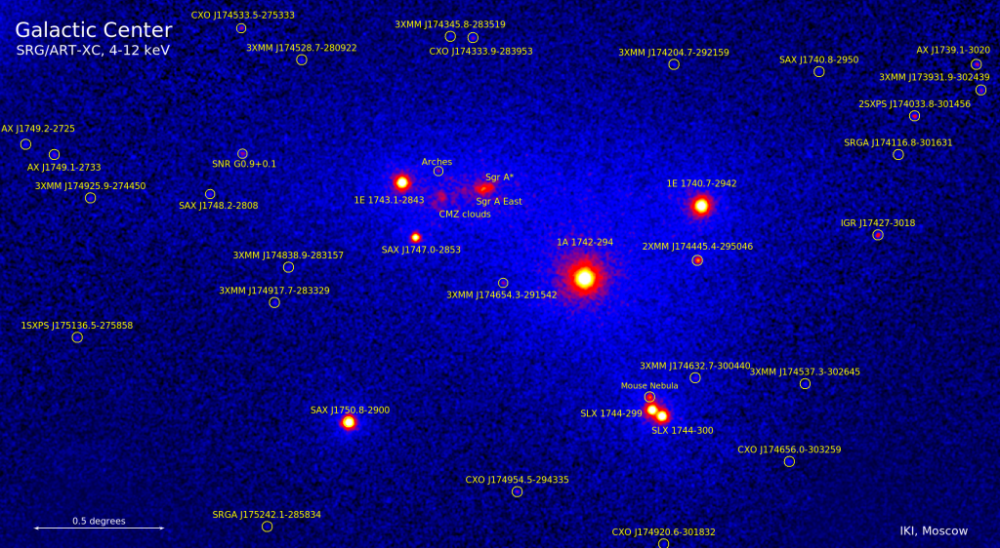 Galactic Center
SRG/ART-XC, 4-12 keV
CXO J174533.5-275333
3XMM J174528.7-280922
3XMM J174345.8-283519
CXO J174333.9-283953
3XMM J174204.7-292159
SAX J1740.8-2950
AX J1739.1-3020
3XMM J173931.9-302439
2SXPS J174033.8-301456
SRGA J174116.8-301631
AX J1749.2-2725
AX J1749.1-2733
3XMM J174925.9-274450
SNR G0.9+0.1
SAX J1748.2-2808
Arches
Sgr A*
1E 1743.1-2843
Sgr A East
CMZ clouds
1E 1740.7-2942
IGR J17427-3018
SAX J1747.0-2853
1A 1742-294
2XMM J174445.4-295046
3XMM J174838.9-283157
3XMM J174917.7-283329
3XMM J174654.3-291542
1SXPS J175136.5-275858
3XMM J174632.7-300440
3XMM J174537.3-302645
Mouse Nebula
SLX 1744-299
SLX 1744-300
SAX J1750.8-2900
CXO J174656.0-303259
CXO J174954.5-294335
SRGA J175242.1-285834
0.5 degrees
CXO J174920.6-301832
IKI, Moscow